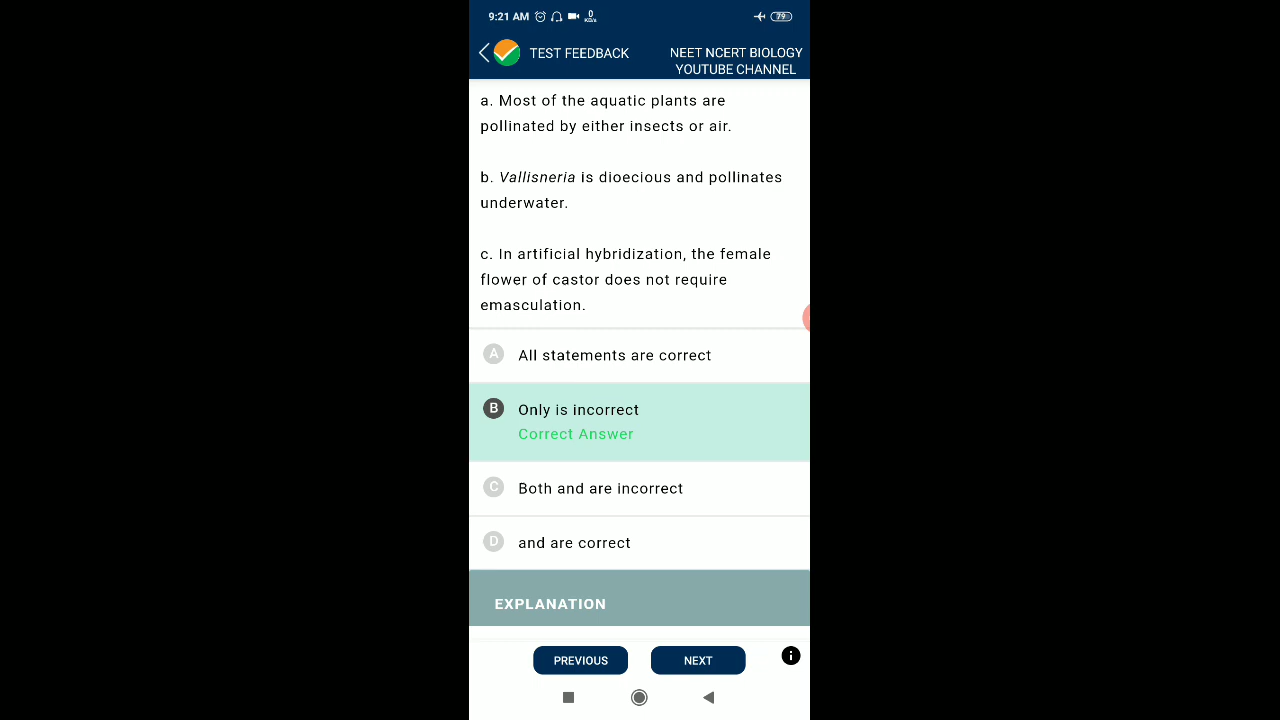 9:21 AM 0 KB/s 79
TEST FEEDBACK
NEET NCERT BIOLOGY
YOUTUBE CHANNEL
a. Most of the aquatic plants are
pollinated by either insects or air.
b. Vallisneria is dioecious and pollinates
underwater.
c. In artificial hybridization, the female
flower of castor does not require
emasculation.
A All statements are correct
B Only is incorrect
Correct Answer
C Both and are incorrect
D and are correct
EXPLANATION
PREVIOUS NEXT